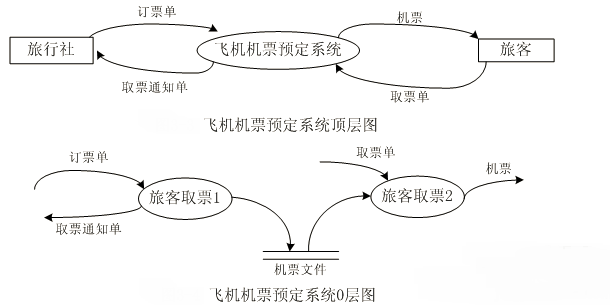 订票单
机票
旅行社
飞机机票预定系统
旅客
取票通知单
取票单
飞机机票预定系统顶层图
订票单
取票单
机票
旅客取票1
旅客取票2
取票通知单
机票文件
飞机机票预定系统0层图